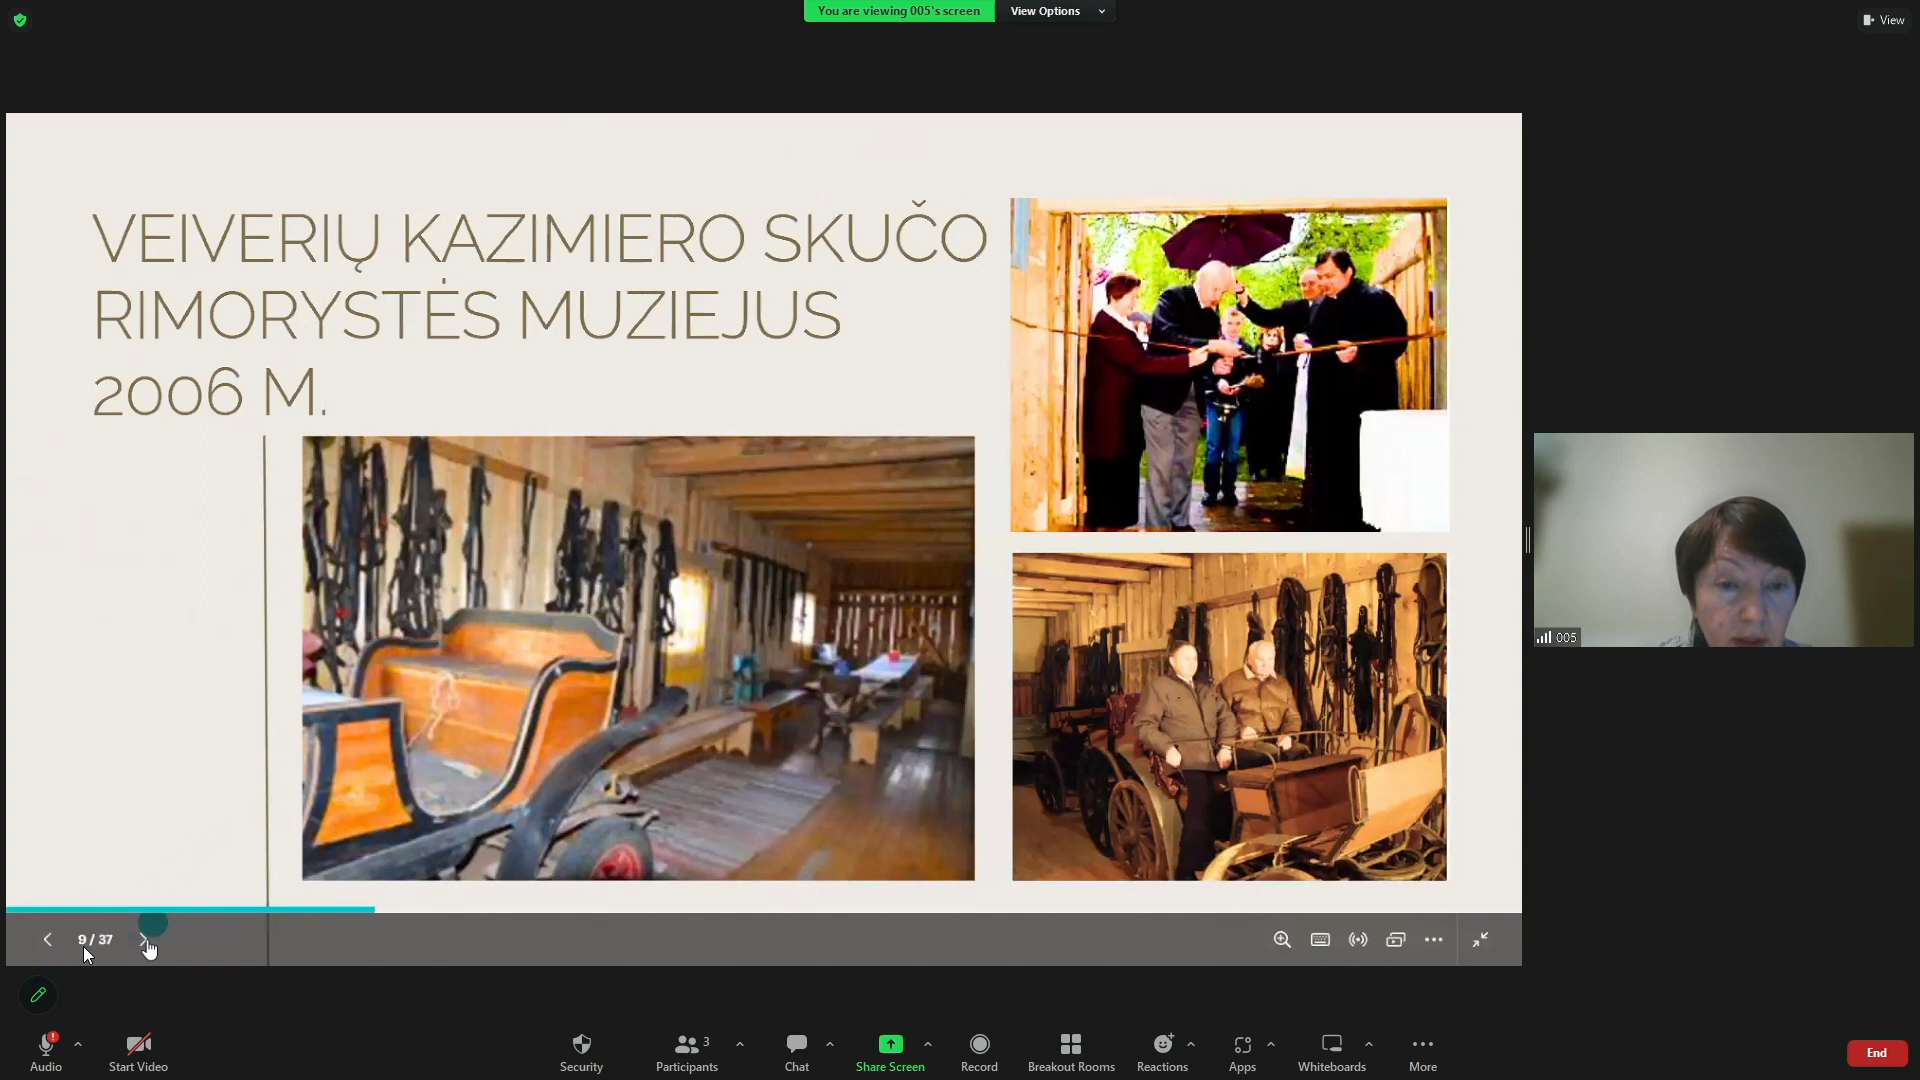 You are viewing 005's screen
View Options
View
VEIVERIŲ KAZIMIERO SKUČO
RIMORYSTĖS MUZIEJUS
2006 M.
005
9 / 37
Audio
Start Video
Security
3
Participants
Chat
Share Screen
Record
Breakout Rooms
Reactions
Apps
Whiteboards
More
End